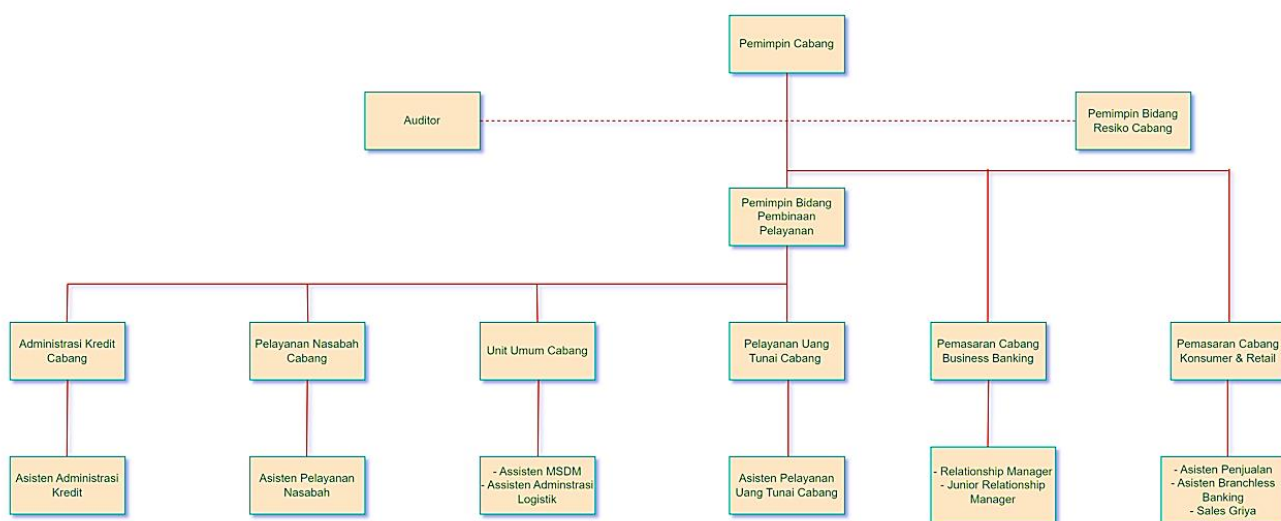 Pemimpin Cabang
Auditor
Pemimpin Bidang
Resiko Cabang
Pemimpin Bidang
Pembinaan
Pelayanan
Administrasi Kredit
Cabang
Pelayanan Nasabah
Cabang
Unit Umum Cabang
Pelayanan Uang
Tunai Cabang
Pemasaran Cabang
Business Banking
Pemasaran Cabang
Konsumer & Retail
Asisten Administrasi
Kredit
Asisten Pelayanan
Nasabah
- Assisten MSDM
- Assisten Adminstrasi
Logistik
Asisten Pelayanan
Uang Tunai Cabang
- Relationship Manager
- Junior Relationship
Manager
- Asisten Penjualan
- Asisten Branchless
Banking
- Sales Griya